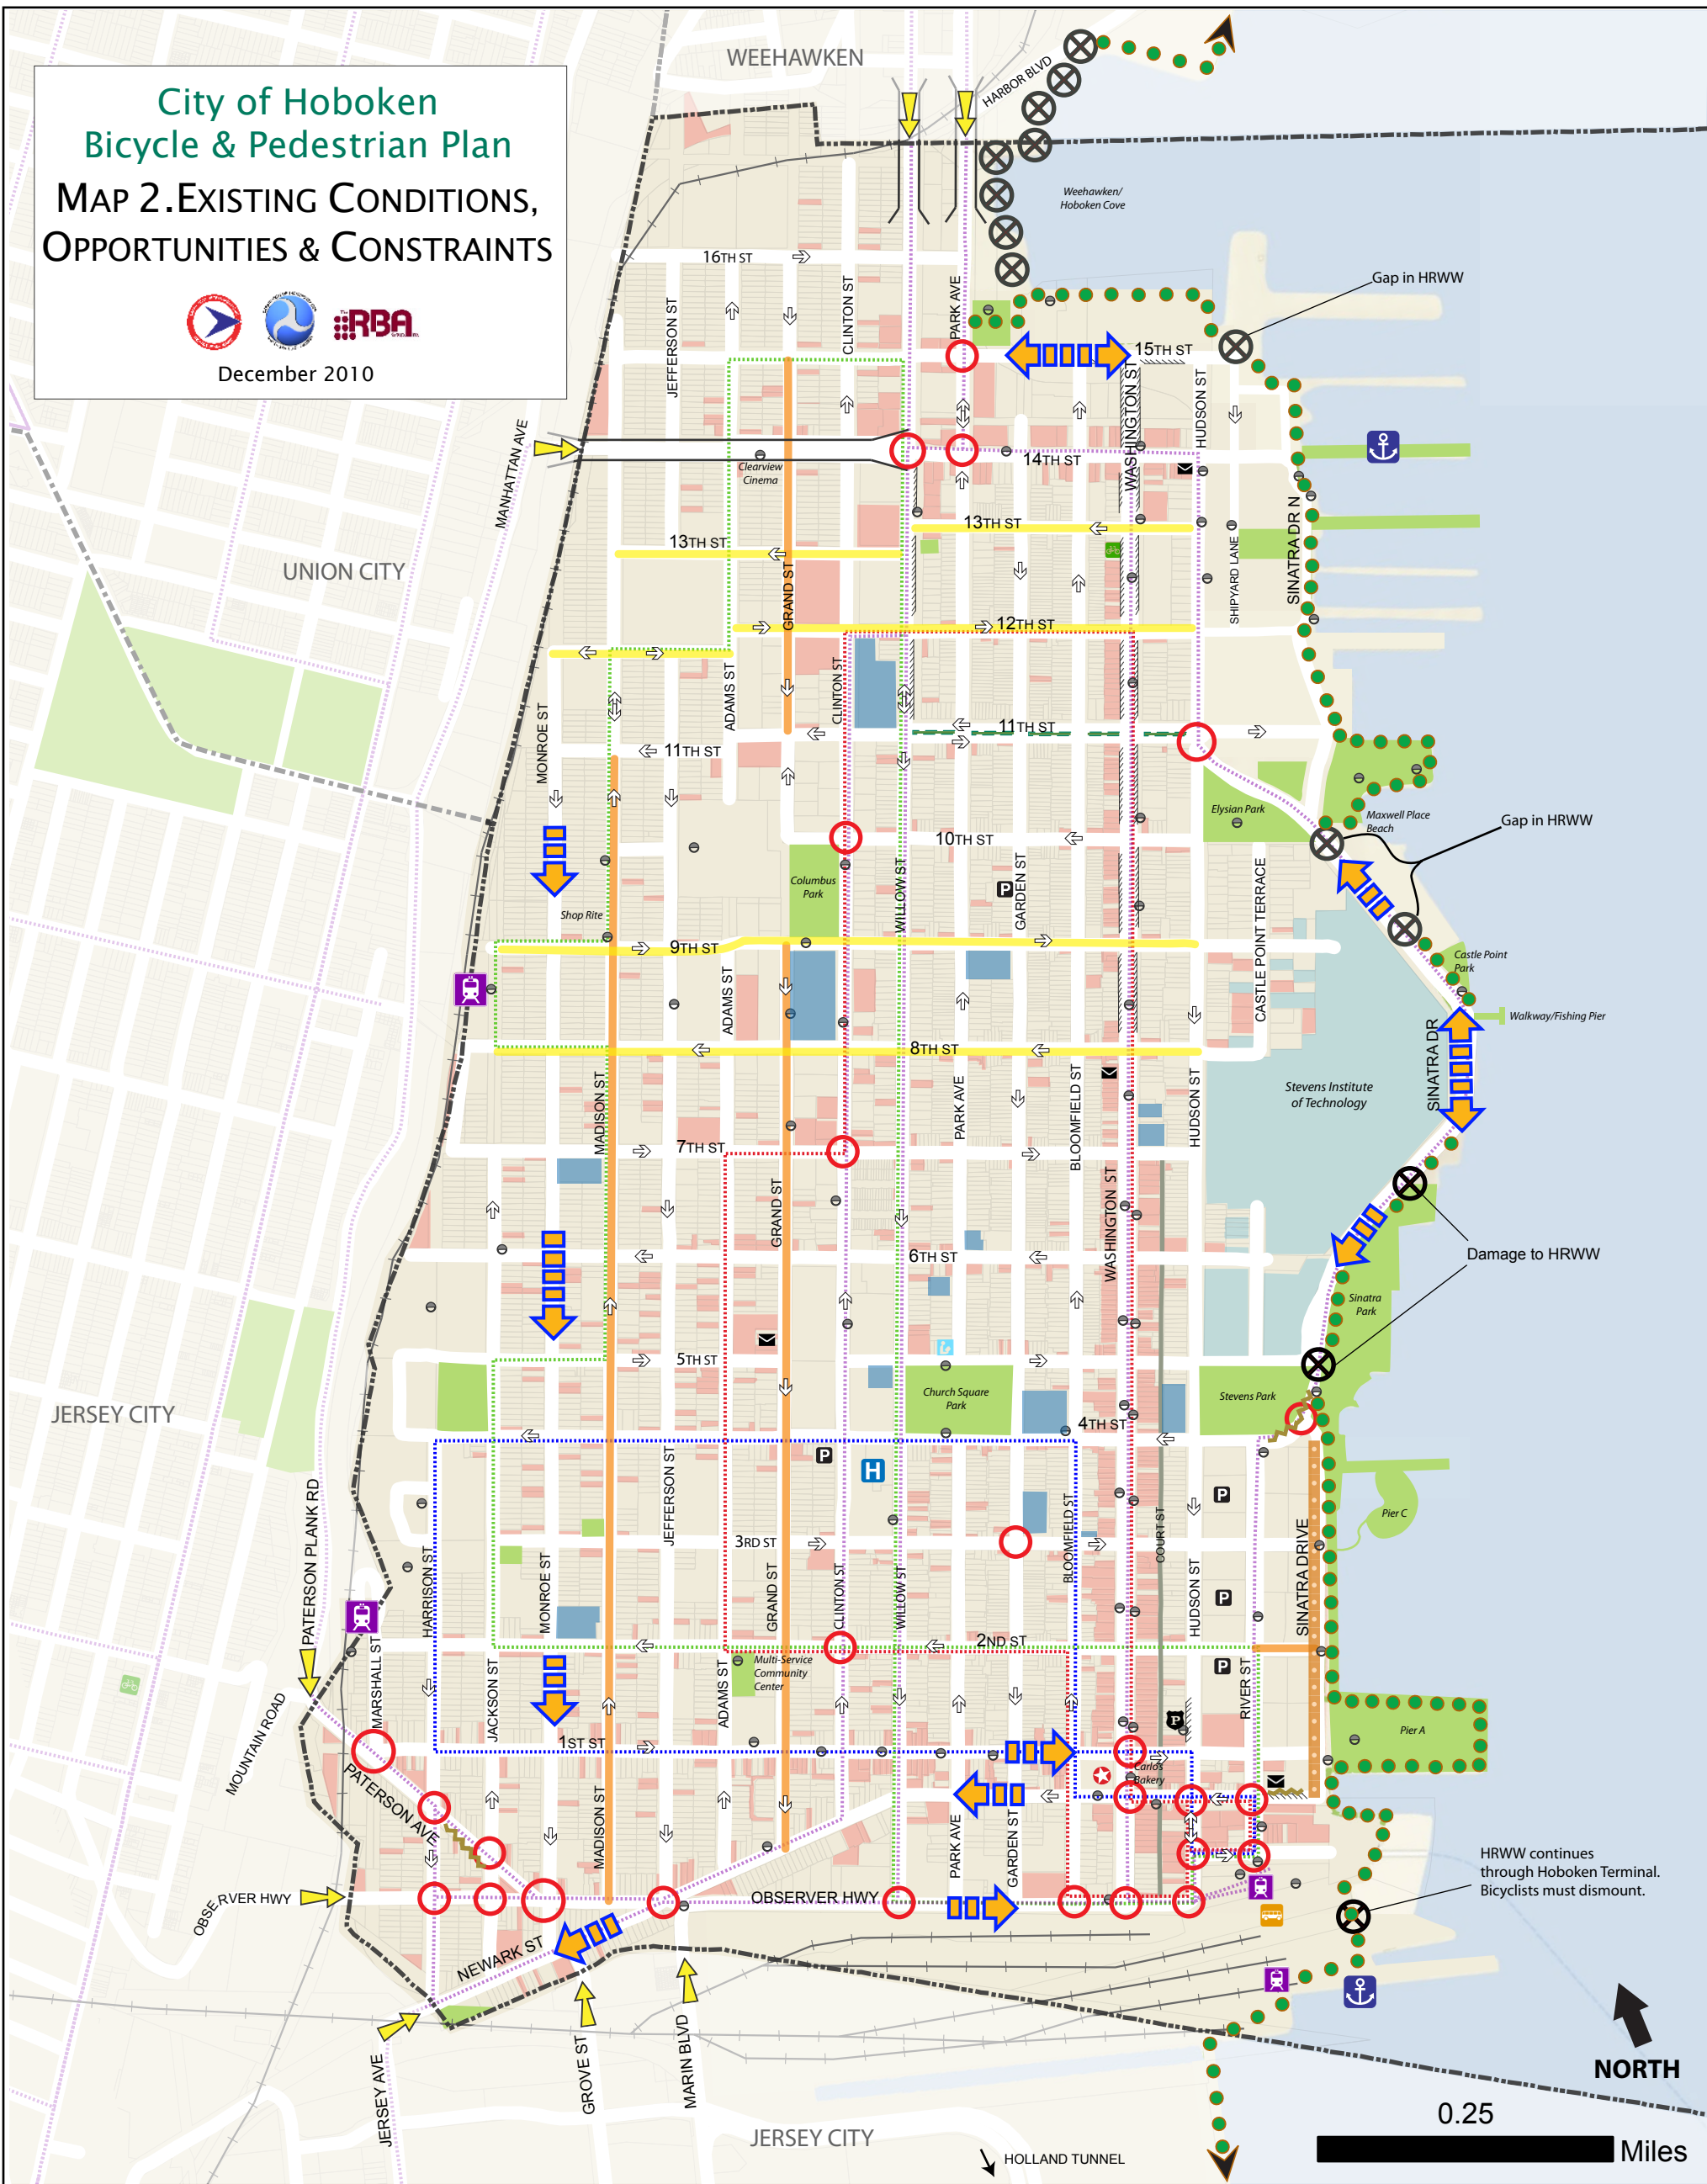 City of Hoboken
Bicycle & Pedestrian Plan
MAP 2.EXISTING CONDITIONS,
OPPORTUNITIES & CONSTRAINTS
RBA
December 2010
WEEHAWKEN
HARBOR BLVD
Weehawken/
Hoboken Cove
16TH ST
JEFFERSON ST
CLINTON ST
PARK AVE
Gap in HRWW
15TH ST
WASHINGTON ST
HUDSON ST
MANHATTAN AVE
Clearview
Cinema
14TH ST
13TH ST
13TH ST
UNION CITY
GRAND ST
SHIPYARD LANE
SINATRA DR N
12TH ST
MONROE ST
ADAMS ST
CLINTON ST
11TH ST
11TH ST
Elysian Park
Maxwell Place
Beach
Gap in HRWW
10TH ST
Columbus
Park
WILLOW ST
P
GARDEN ST
CASTLE POINT TERRACE
Shop Rite
9TH ST
Castle Point
Park
ADAMS ST
Walkway/Fishing Pier
SINATRA DR
8TH ST
MADISON ST
PARK AVE
BLOOMFIELD ST
HUDSON ST
Stevens Institute
of Technology
7TH ST
GRAND ST
WASHINGTON ST
6TH ST
Damage to HRWW
Sinatra
Park
5TH ST
Church Square
Park
Stevens Park
JERSEY CITY
4TH ST
P
H
P
JEFFERSON ST
PATERSON PLANK RD
Pier C
3RD ST
BLOOMFIELD ST
COURT ST
HARRISON ST
MONROE ST
GRAND ST
CLINTON ST
WILLOW ST
HUDSON ST
P
SINATRA DRIVE
2ND ST
MARSHALL ST
JACKSON ST
ADAMS ST
Multi-Service
Community
Center
P
RIVER ST
MOUNTAIN ROAD
P
Pier A
1ST ST
Carlo's
Bakery
PATERSON AVE
MADISON ST
PARK AVE
GARDEN ST
HRWW continues
through Hoboken Terminal.
Bicyclists must dismount.
OBSERVER HWY
OBSERVER HWY
NEWARK ST
JERSEY AVE
GROVE ST
MARIN BLVD
NORTH
0.25
Miles
JERSEY CITY
HOLLAND TUNNEL